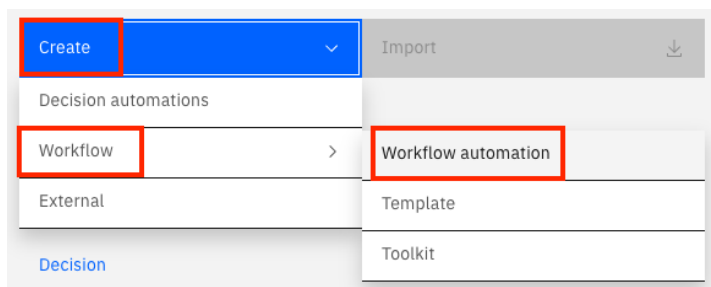 Create
Import
Decision automations
Workflow
Workflow automation
External
Template
Toolkit
Decision